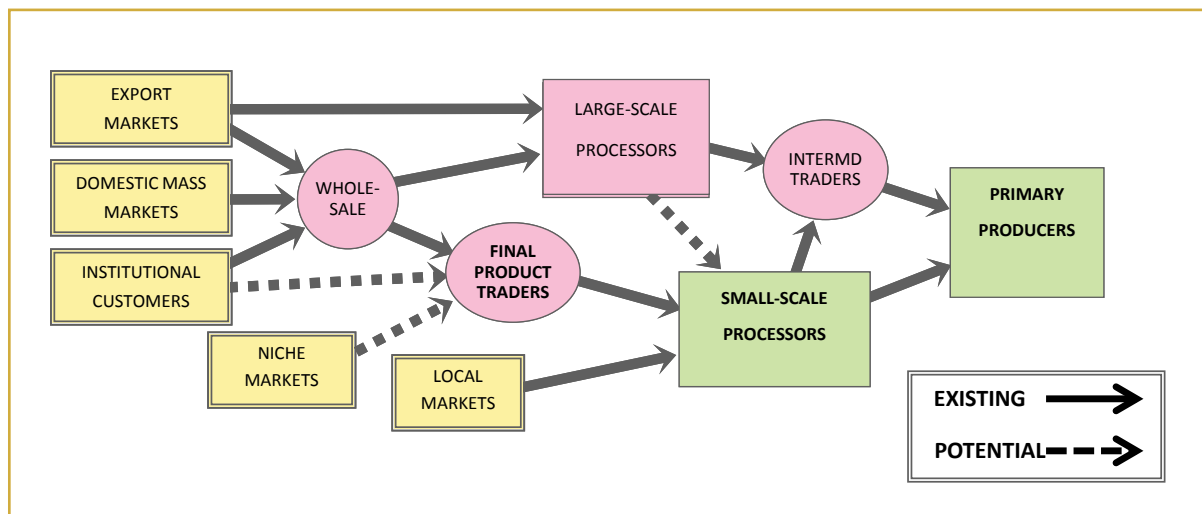 EXPORT
MARKETS
DOMESTIC MASS
MARKETS
INSTITUTIONAL
CUSTOMERS
NICHE
MARKETS
LOCAL
MARKETS
WHOLE-
SALE
FINAL
PRODUCT
TRADERS
LARGE-SCALE
PROCESSORS
SMALL-SCALE
PROCESSORS
INTERMD
TRADERS
PRIMARY
PRODUCERS
EXISTING
POTENTIAL